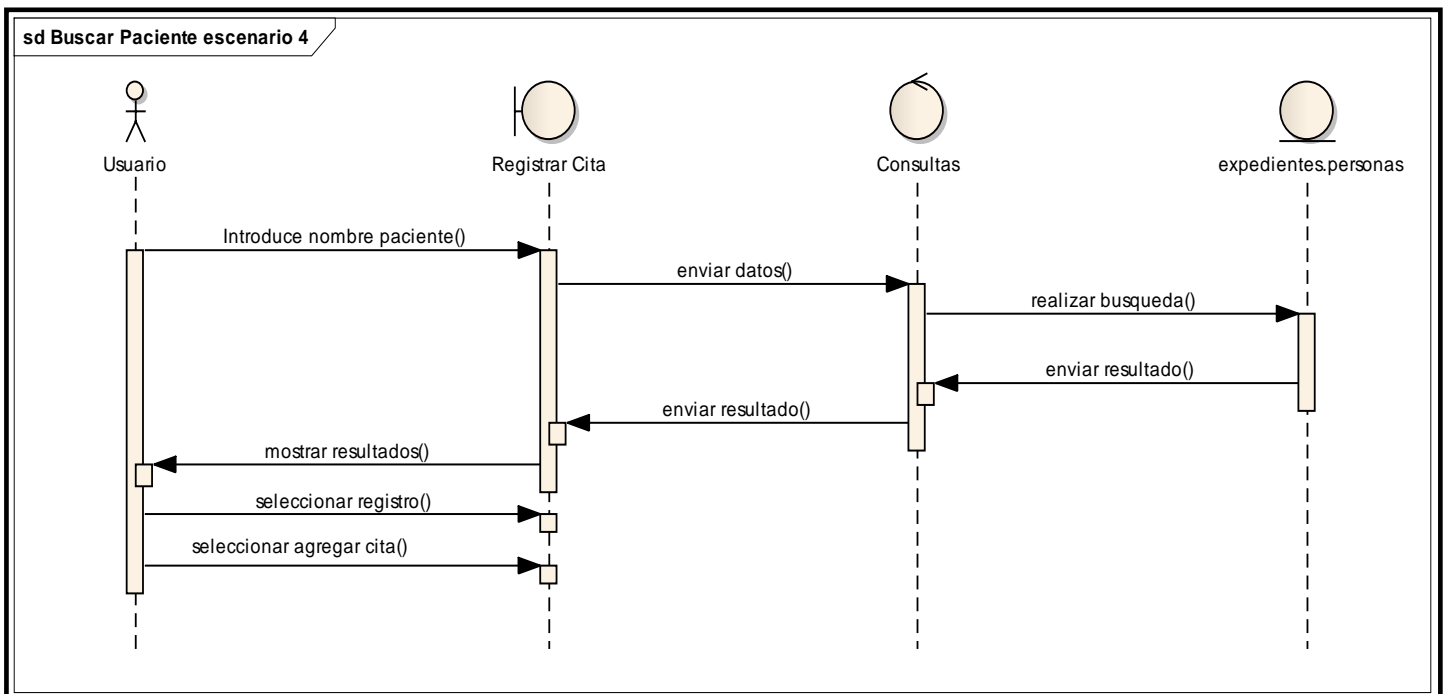 sd Buscar Paciente escenario 4
Usuario
Registrar Cita
Consultas
expedientes.personas
Introduce nombre paciente()
enviar datos()
realizar busqueda()
enviar resultado()
enviar resultado()
mostrar resultados()
seleccionar registro()
seleccionar agregar cita()